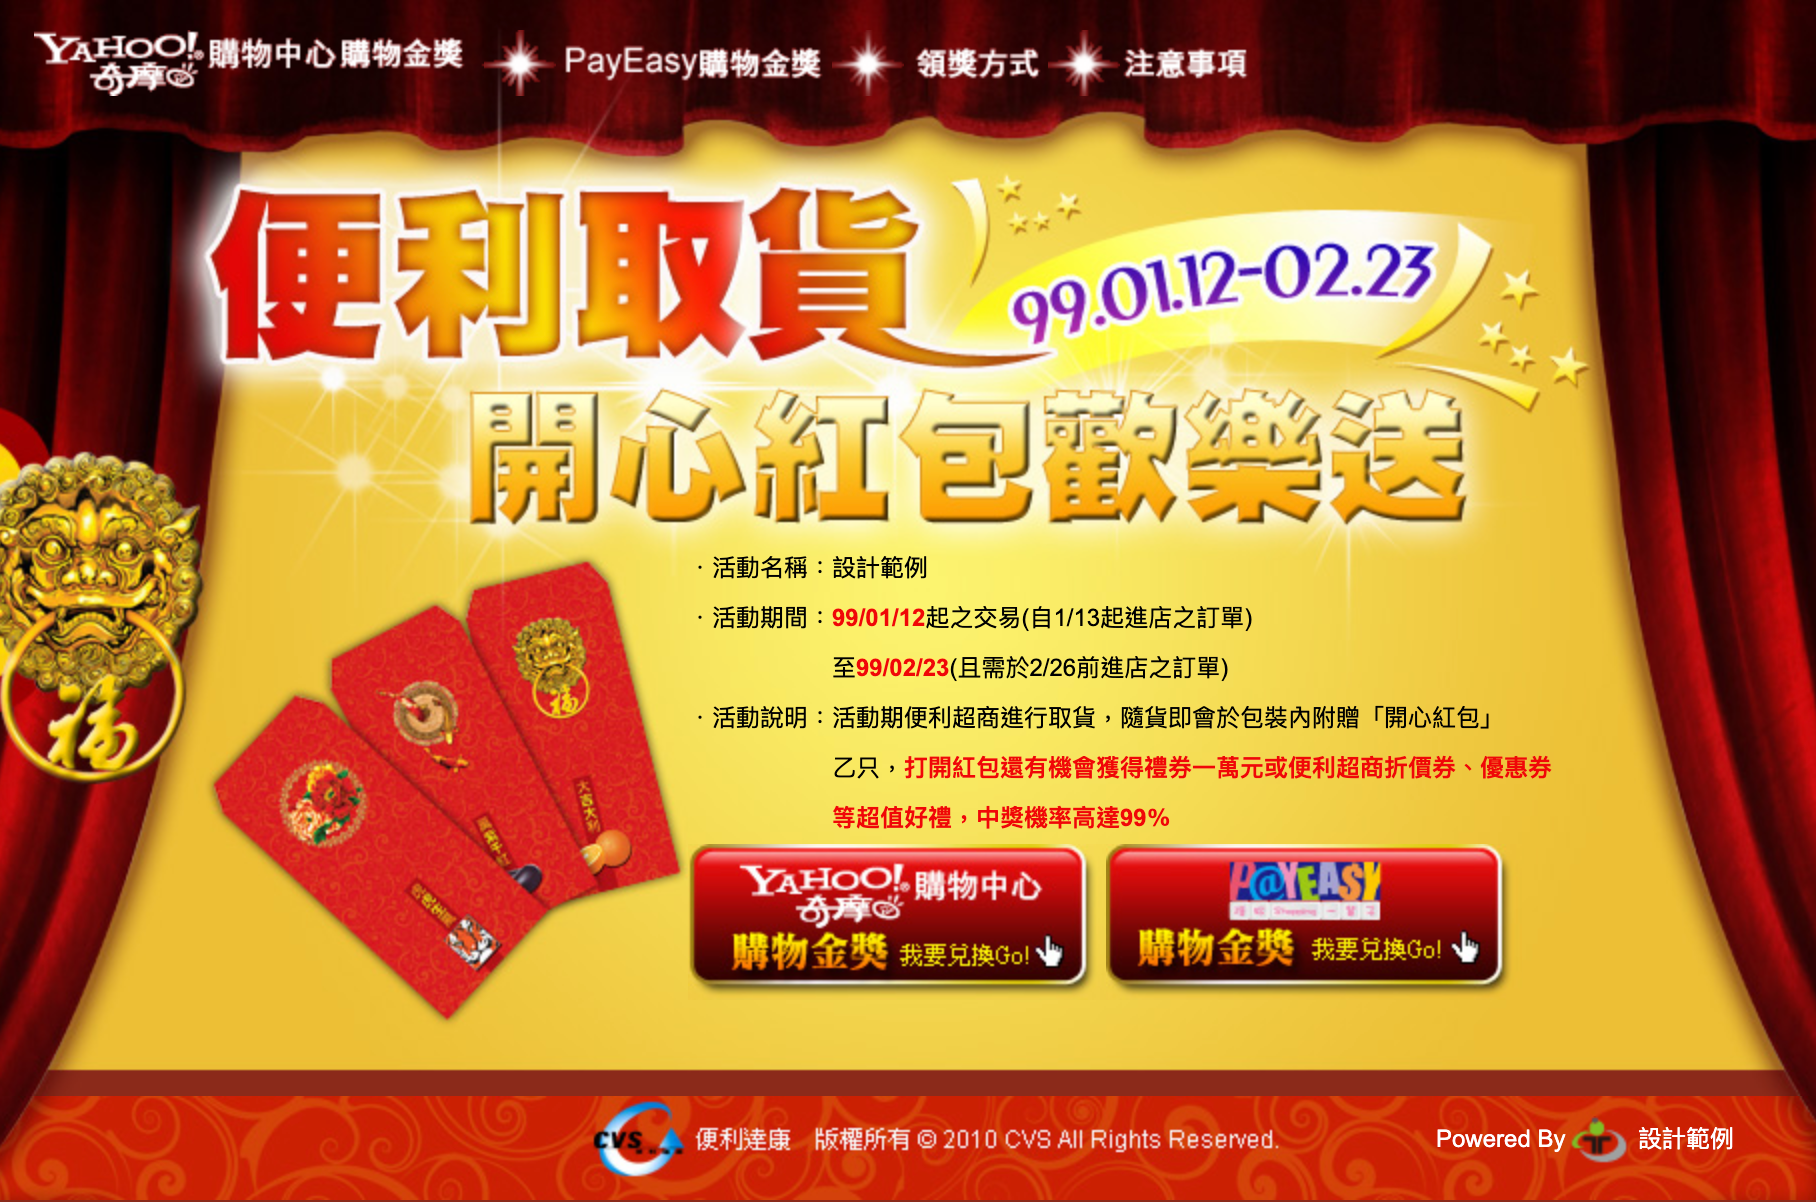 YAHOO!奇摩 購物中心 購物金獎
PayEasy購物金獎
領獎方式
注意事項
便利取貨
99.01.12-02.23
開心紅包歡樂送
福
‧活動名稱：設計範例
‧活動期間：99/01/12起之交易(自1/13起進店之訂單)
至99/02/23(且需於2/26前進店之訂單)
‧活動說明：活動期便利超商進行取貨，隨貨即會於包裝內附贈「開心紅包」
乙只，打開紅包還有機會獲得禮券一萬元或便利超商折價券、優惠券
等超值好禮，中獎機率高達99%
福
大吉大利
YAHOO!奇摩 購物中心
購物金獎 我要兌換Go!
P@YEASY
Shopping
購物金獎 我要兌換Go!
CVS 便利達康 版權所有 © 2010 CVS All Rights Reserved.
Powered By 設計範例